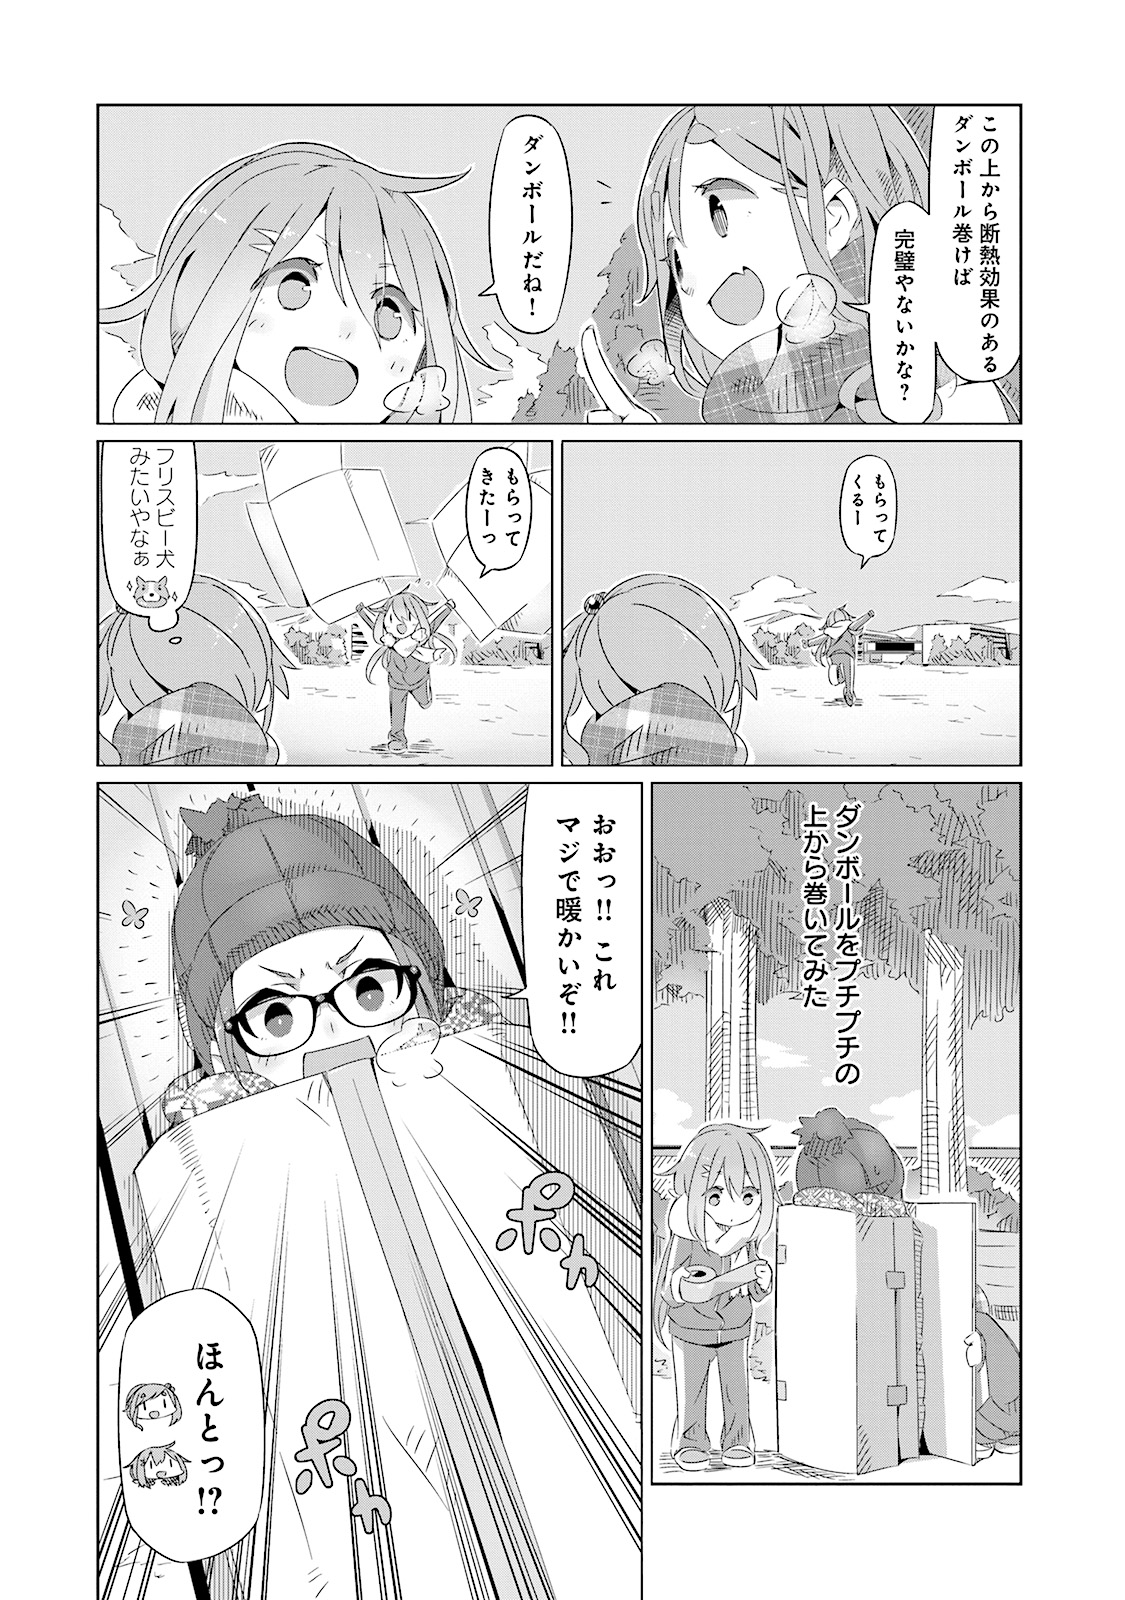 この上から断熱効果のある
ダンボール巻けば
完璧やないかな?
ダンボールだね!
もらって
くるー
もらって
きたーっ
フリスビー犬
みたいやなぁ
ダンボールをプチプチの
上から巻いてみた
おおっ!!これ
マジで暖かいぞ!!
ポカ
ポカ
ほんとっ!?